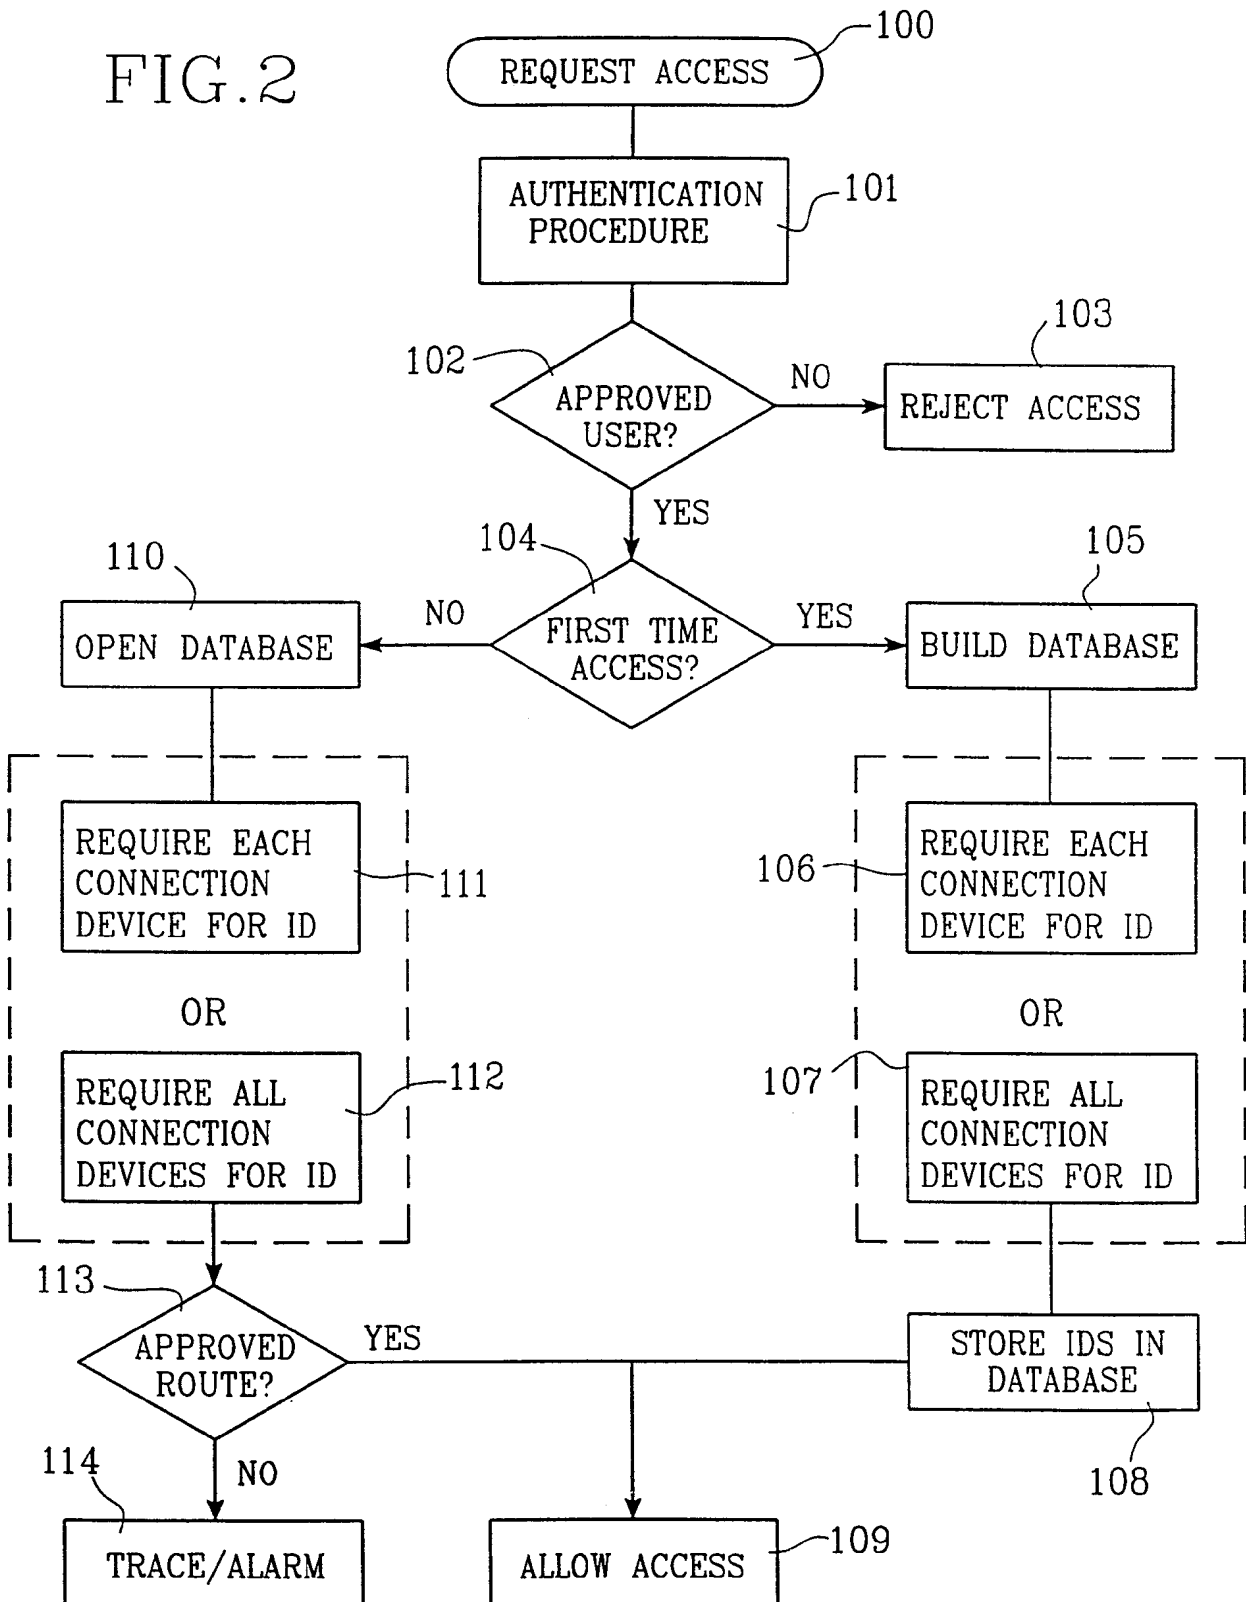 FIG.2
100
REQUEST ACCESS
AUTHENTICATION
PROCEDURE
101
102
APPROVED
USER?
NO
103
REJECT ACCESS
YES
104
FIRST TIME
ACCESS?
NO
YES
110
OPEN DATABASE
105
BUILD DATABASE
REQUIRE EACH
CONNECTION
DEVICE FOR ID
111
OR
REQUIRE ALL
CONNECTION
DEVICES FOR ID
112
106
REQUIRE EACH
CONNECTION
DEVICE FOR ID
OR
107
REQUIRE ALL
CONNECTION
DEVICES FOR ID
113
APPROVED
ROUTE?
YES
STORE IDS IN
DATABASE
108
NO
114
TRACE/ALARM
ALLOW ACCESS
109